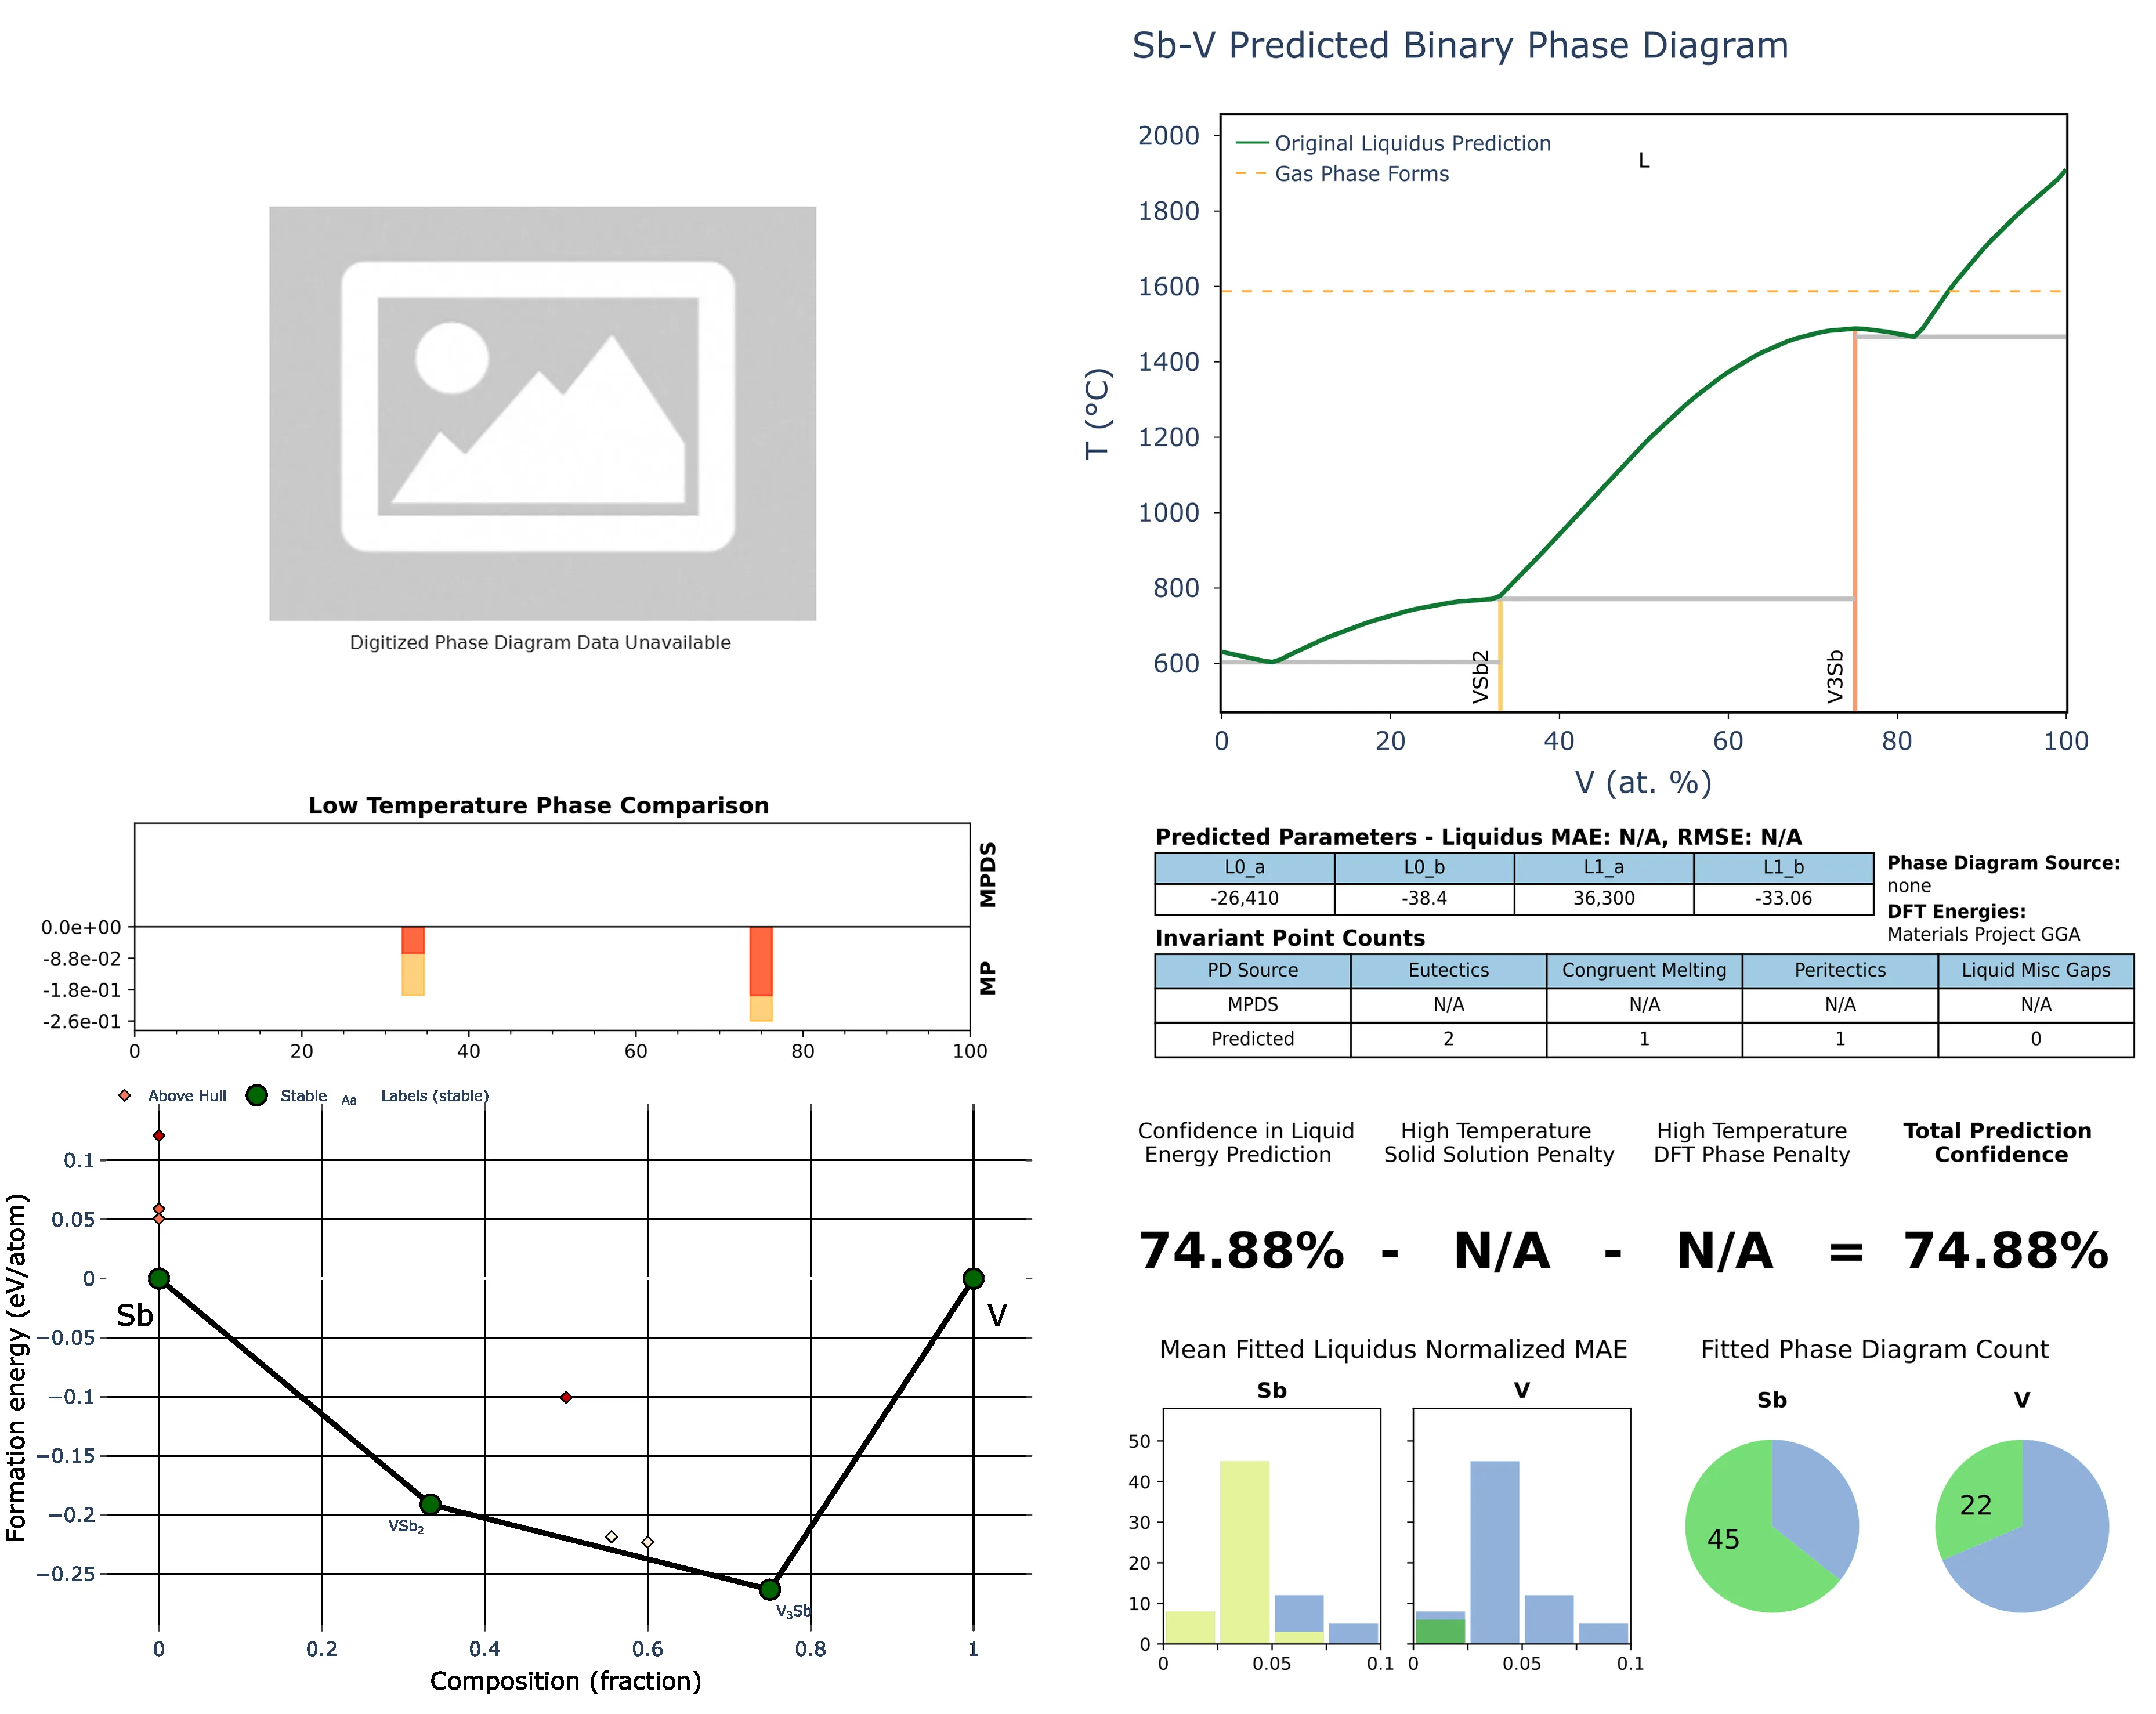 Sb-V Predicted Binary Phase Diagram
Digitized Phase Diagram Data Unavailable
2000
1800
1600
1400
1200
1000
800
600
T (°C)
Original Liquidus Prediction
Gas Phase Forms
L
VSb2
V3Sb
0 20 40 60 80 100
V (at. %)
Low Temperature Phase Comparison
MPDS
MP
0.0e+00
-8.8e-02
-1.8e-01
-2.6e-01
0 20 40 60 80 100
Predicted Parameters - Liquidus MAE: N/A, RMSE: N/A
L0_a L0_b L1_a L1_b
-26,410 -38.4 36,300 -33.06
Phase Diagram Source:
none
DFT Energies:
Materials Project GGA
Invariant Point Counts
PD Source Eutectics Congruent Melting Peritectics Liquid Misc Gaps
MPDS N/A N/A N/A N/A
Predicted 2 1 1 0
Above Hull Stable Aa Labels (stable)
0.1
0.05
0
−0.05
−0.1
−0.15
−0.2
−0.25
Formation energy (eV/atom)
Sb
V
VSb₂
V₃Sb
0 0.2 0.4 0.6 0.8 1
Composition (fraction)
Confidence in Liquid
Energy Prediction
High Temperature
Solid Solution Penalty
High Temperature
DFT Phase Penalty
Total Prediction
Confidence
74.88% - N/A - N/A = 74.88%
Mean Fitted Liquidus Normalized MAE
Sb V
50
40
30
20
10
0
0 0.05 0.1
0 0.05 0.1
Fitted Phase Diagram Count
Sb V
45
22